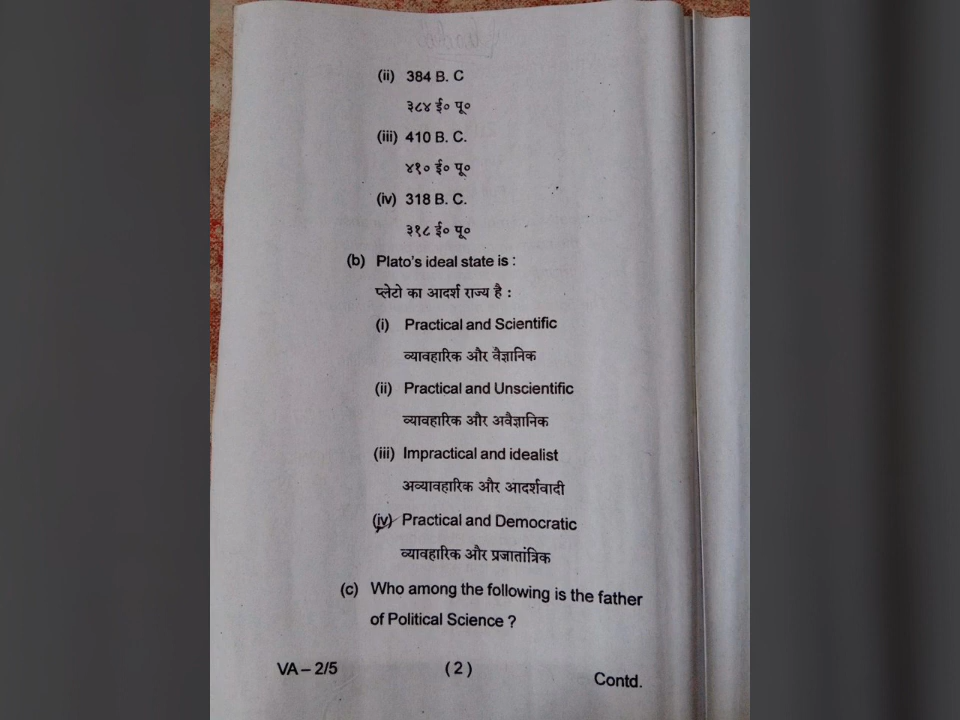 (ii) 384 B. C
३८४ ई० पू०
(iii) 410 B. C.
४१० ई० पू०
(iv) 318 B. C.
३१८ ई० पू०
(b) Plato's ideal state is :
प्लेटो का आदर्श राज्य है :
(i) Practical and Scientific
व्यावहारिक और वैज्ञानिक
(ii) Practical and Unscientific
व्यावहारिक और अवैज्ञानिक
(iii) Impractical and idealist
अव्यावहारिक और आदर्शवादी
(iv) Practical and Democratic
व्यावहारिक और प्रजातांत्रिक
(c) Who among the following is the father
of Political Science ?
VA – 2/5 ( 2 ) Contd.